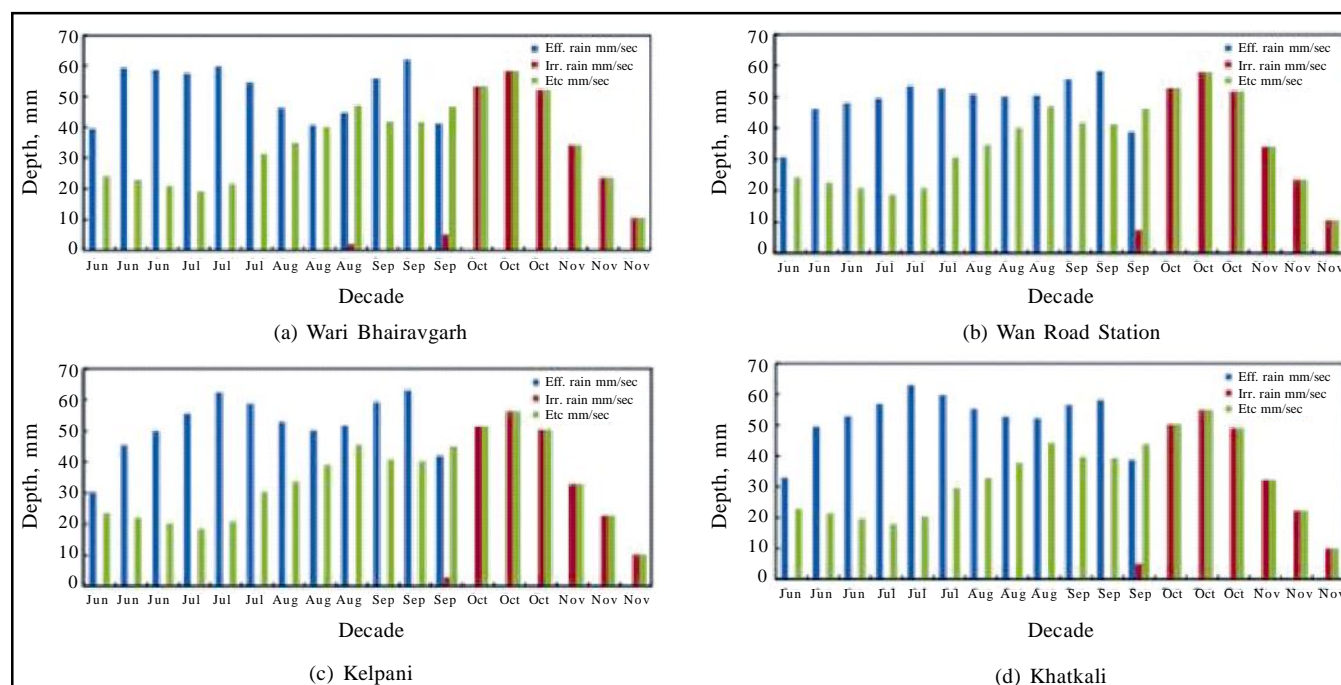 70
60
50
40
30
20
10
0
Depth, mm
Eff. rain mm/sec
Irr. rain mm/sec
Etc mm/sec
Jun Jun Jun Jul Jul Jul Aug Aug Aug Sep Sep Sep Oct Oct Oct Nov Nov Nov
Decade
(a) Wari Bhairavgarh
70
60
50
40
30
20
10
0
Depth, mm
Eff. rain mm/sec
Irr. rain mm/sec
Etc mm/sec
Jun Jun Jun Jul Jul Jul Aug Aug Aug Sep Sep Sep Oct Oct Oct Nov Nov Nov
Decade
(b) Wan Road Station
70
60
50
40
30
20
10
0
Depth, mm
Eff. rain mm/sec
Irr. rain mm/sec
Etc mm/sec
Jun Jun Jun Jul Jul Jul Aug Aug Aug Sep Sep Sep Oct Oct Oct Nov Nov Nov
Decade
(c) Kelpani
70
60
50
40
30
20
10
0
Depth, mm
Eff. rain mm/sec
Irr. rain mm/sec
Etc mm/sec
Jun Jun Jun Jul Jul Jul Aug Aug Aug Sep Sep Sep Oct Oct Oct Nov Nov Nov
Decade
(d) Khatkali